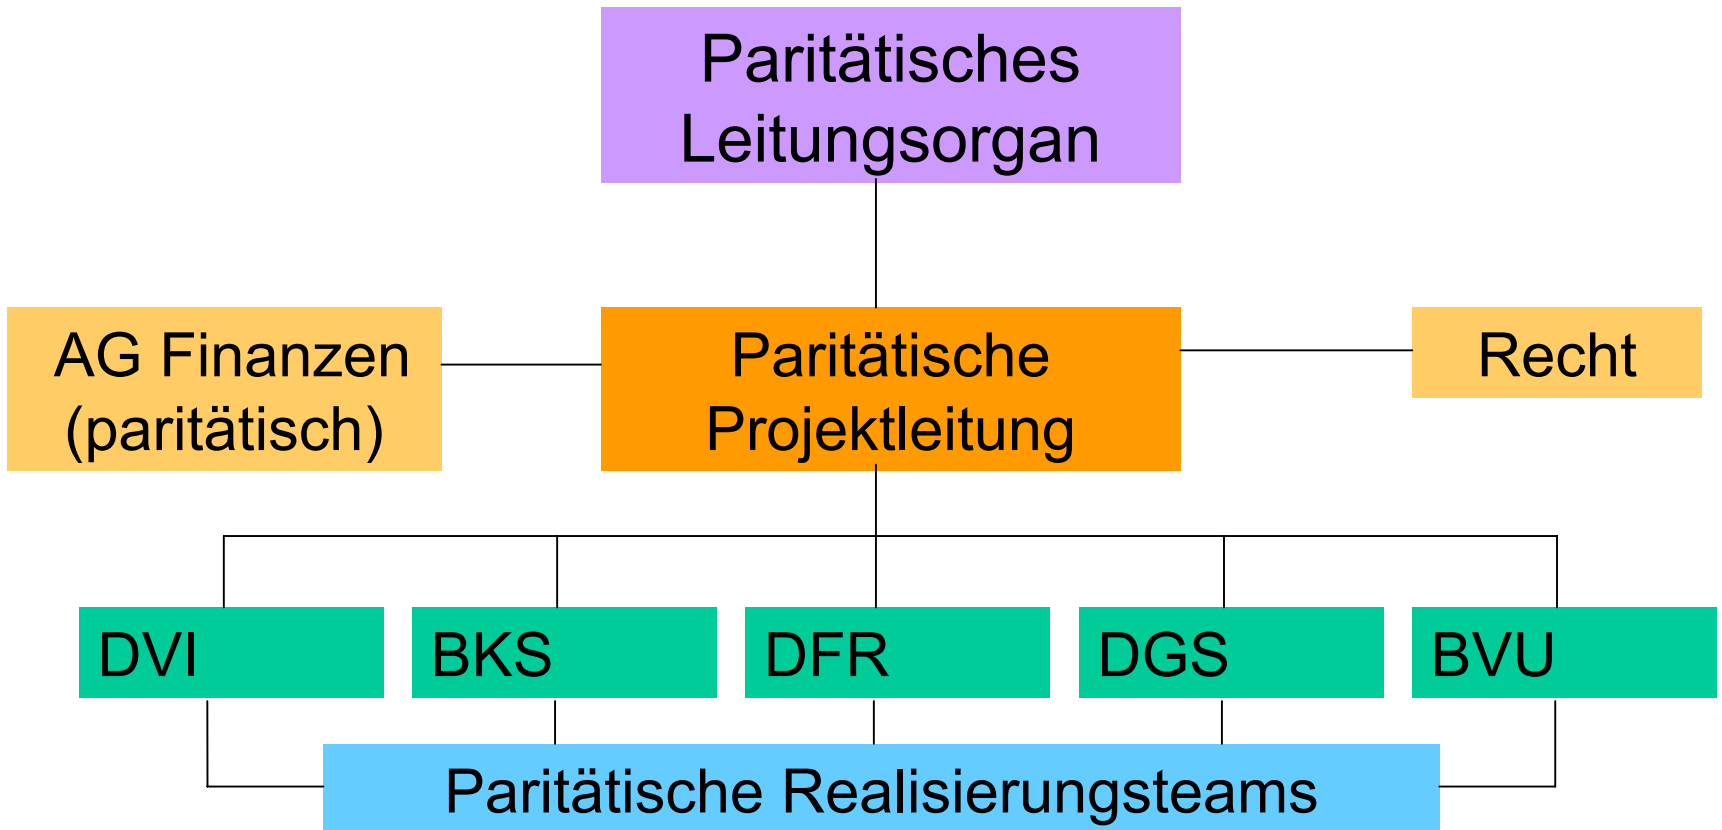 Paritätisches
Leitungsorgan
AG Finanzen
(paritätisch)
Paritätische
Projektleitung
Recht
DVI
BKS
DFR
DGS
BVU
Paritätische Realisierungsteams